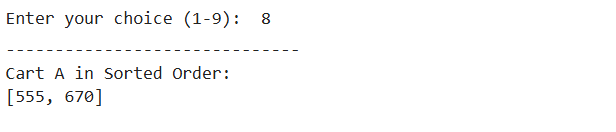 Enter your choice (1-9):  8
------------------------------
Cart A in Sorted Order:
[555, 670]